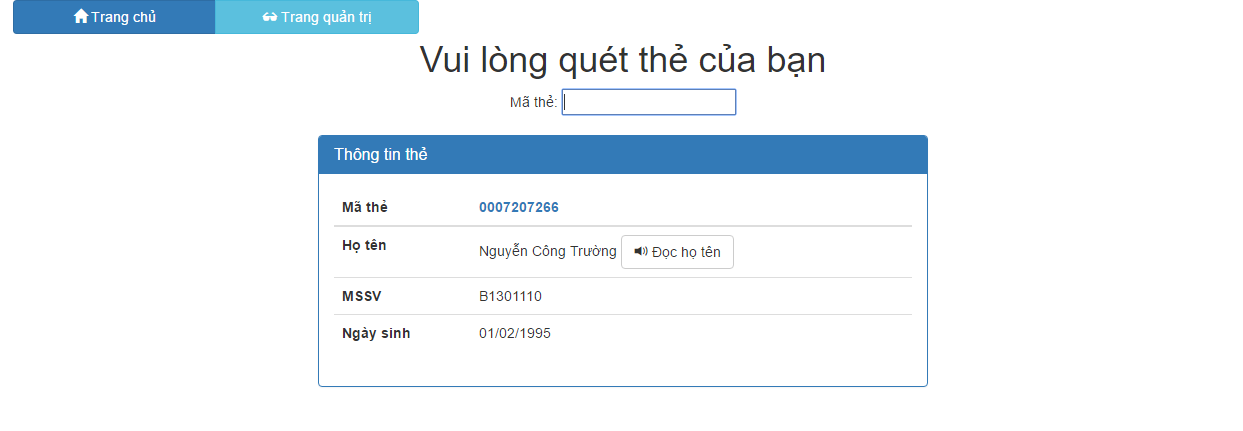 Trang chủ Trang quản trị
Vui lòng quét thẻ của bạn
Mã thẻ:
Thông tin thẻ
Mã thẻ 0007207266
Họ tên Nguyễn Công Trường Đọc họ tên
MSSV B1301110
Ngày sinh 01/02/1995